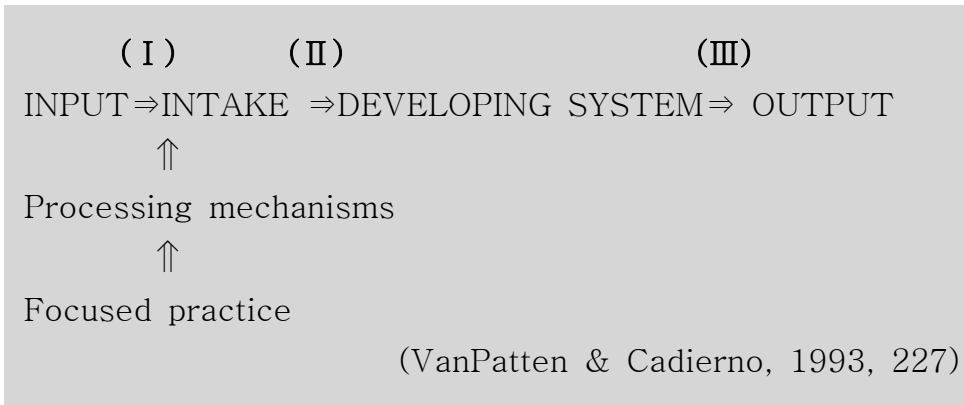 (Ⅰ) (Ⅱ) (Ⅲ)
INPUT⇒INTAKE ⇒DEVELOPING SYSTEM⇒ OUTPUT
⇑
Processing mechanisms
⇑
Focused practice
(VanPatten & Cadierno, 1993, 227)